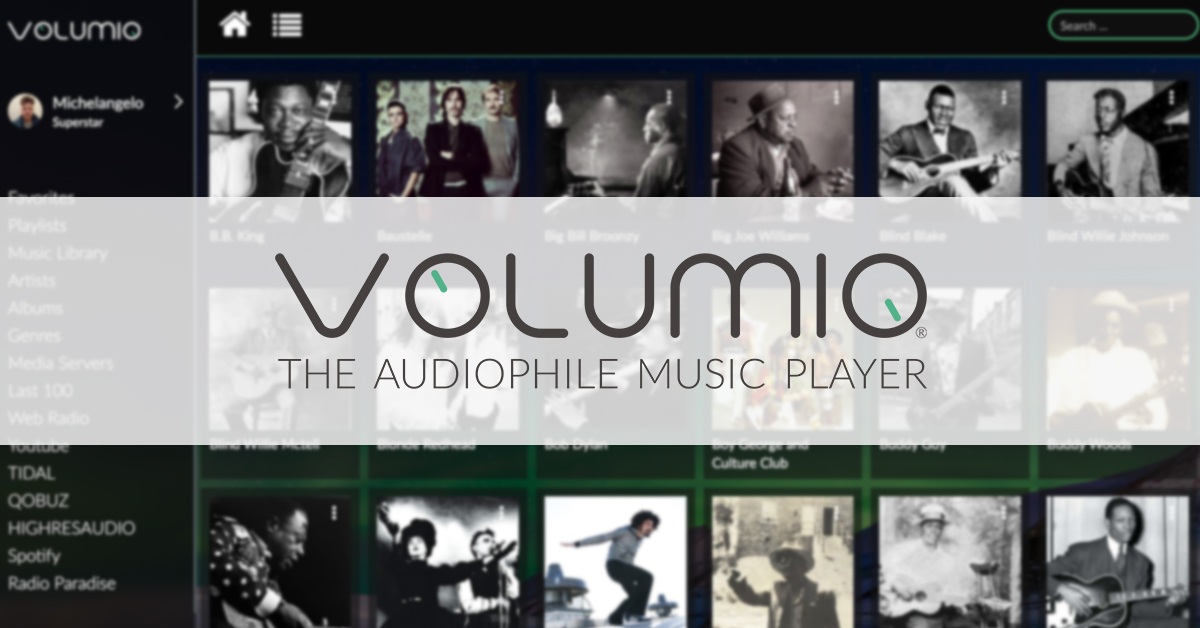 VOLUMIO
Search ...
Michelangelo
Superstar
Favorites
Playlists
Music Library
Artists
Albums
Genres
Media Servers
Last 100
Web Radio
Youtube
TIDAL
QOBUZ
HIGHRESAUDIO
Spotify
Radio Paradise
B.B. King
Baustelle
Big Bill Broonzy
Big Joe Williams
Blind Blake
Blind Willie Johnson
VOLUMIO®
THE AUDIOPHILE MUSIC PLAYER
Blind Willie Mctell
Blonde Redhead
Bob Dylan
Boy George and
Culture Club
Buddy Guy
Buddy Woods